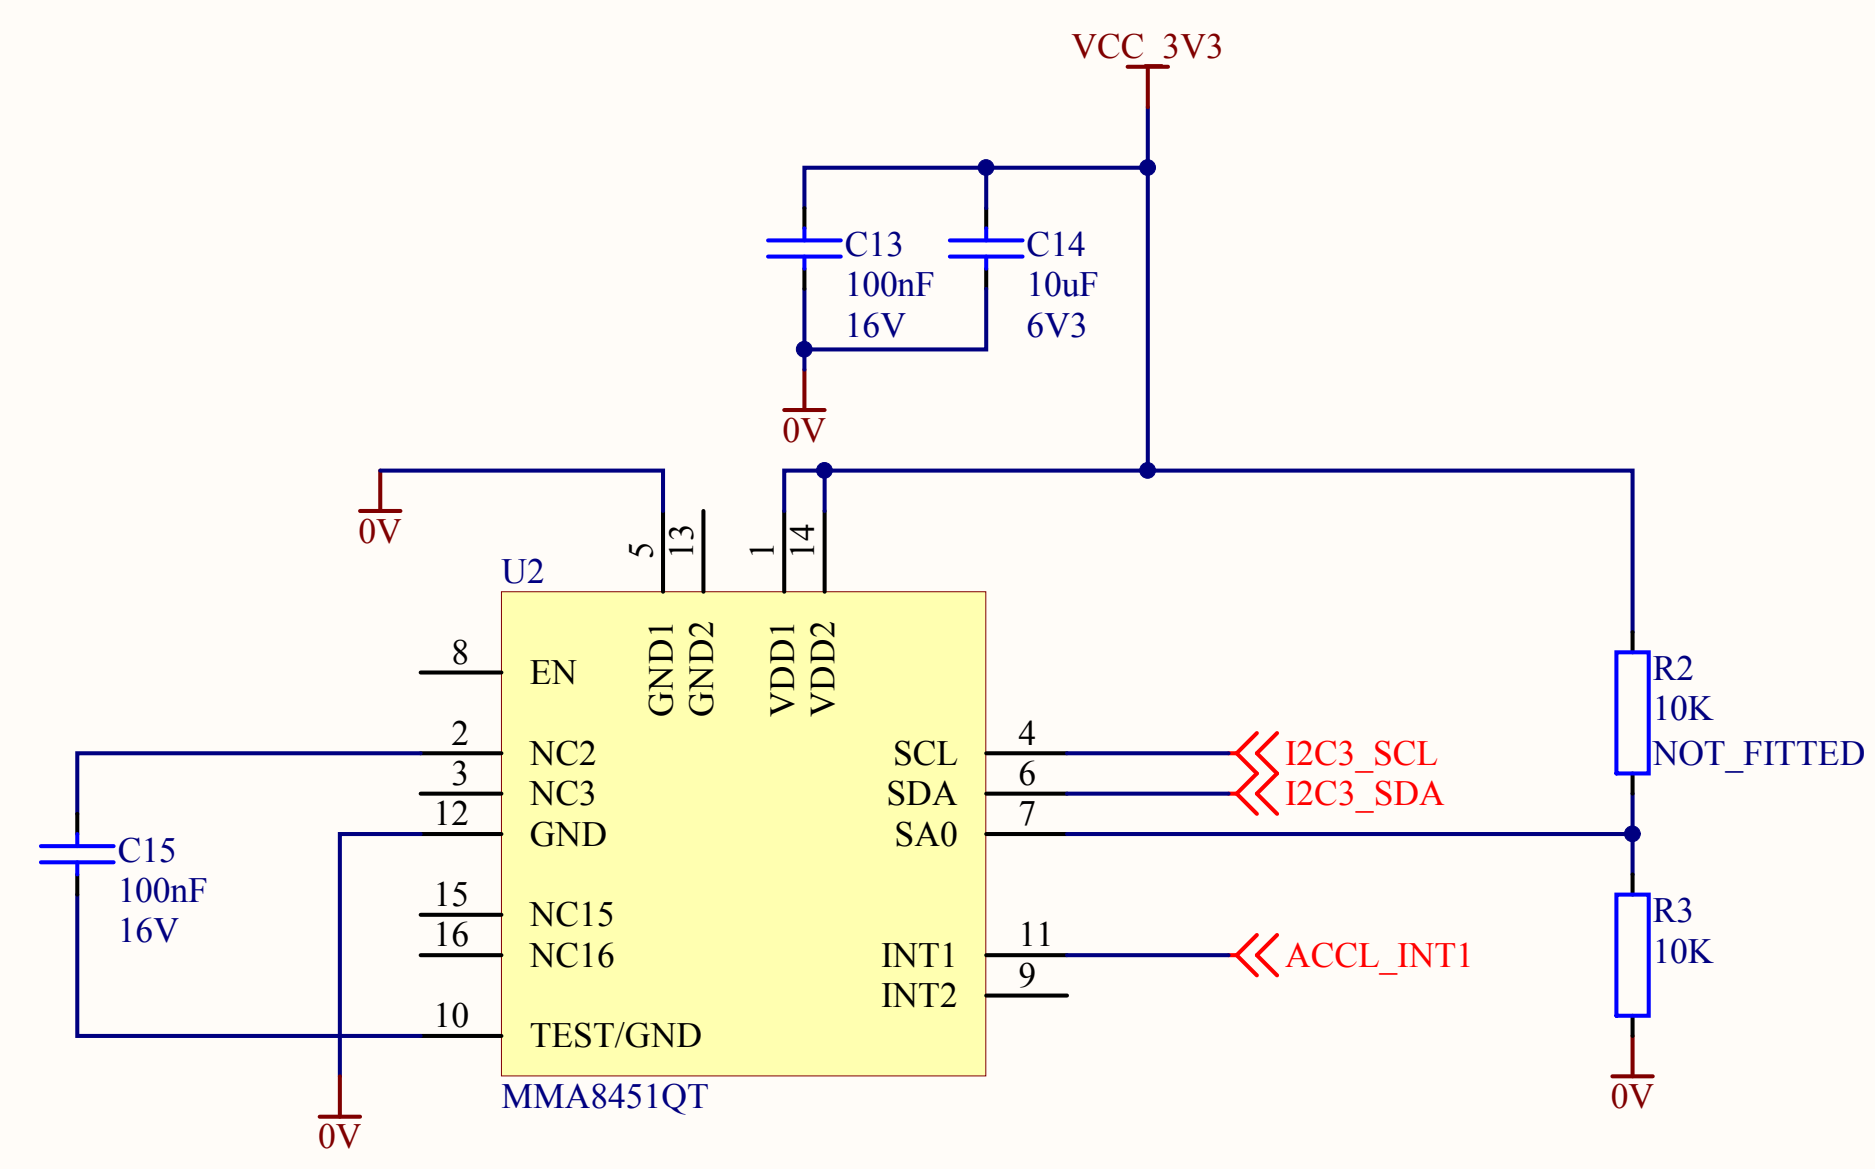 VCC_3V3
C13
100nF
16V
C14
10uF
6V3
0V
0V
5
13
1
14
U2
GND1
GND2
VDD1
VDD2
8
EN
2
NC2
3
NC3
12
GND
15
NC15
16
NC16
10
TEST/GND
SCL
4
I2C3_SCL
SDA
6
I2C3_SDA
SA0
7
INT1
11
ACCL_INT1
INT2
9
R2
10K
NOT_FITTED
R3
10K
C15
100nF
16V
MMA8451QT
0V
0V